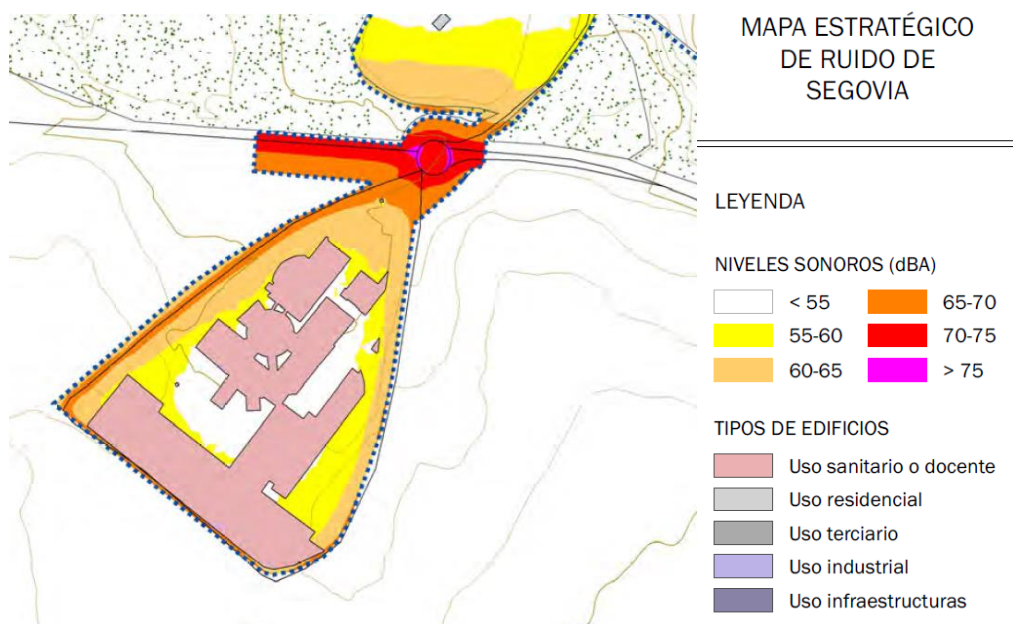 MAPA ESTRATÉGICO
DE RUIDO DE
SEGOVIA
LEYENDA
NIVELES SONOROS (dBA)
< 55
65-70
55-60
70-75
60-65
> 75
TIPOS DE EDIFICIOS
Uso sanitario o docente
Uso residencial
Uso terciario
Uso industrial
Uso infraestructuras